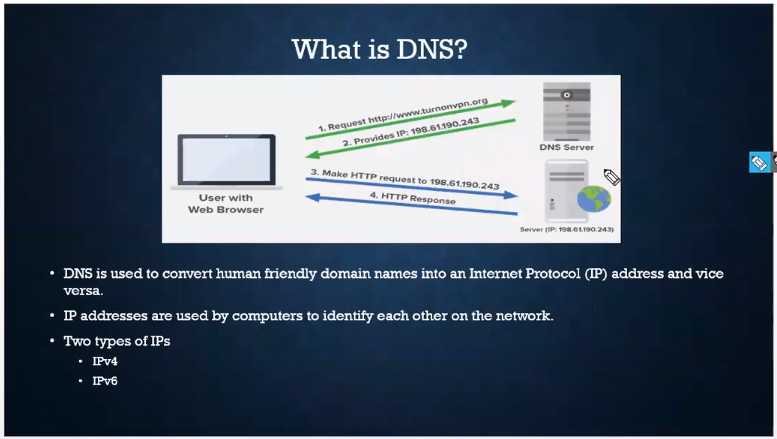 What is DNS?
1. Request http://www.turnonvpn.org
2. Provides IP: 198.61.190.243
DNS Server
3. Make HTTP request to 198.61.190.243
4. HTTP Response
User with
Web Browser
Server (IP: 198.61.190.243)
• DNS is used to convert human friendly domain names into an Internet Protocol (IP) address and vice
versa.
• IP addresses are used by computers to identify each other on the network.
• Two types of IPs
• IPv4
• IPv6